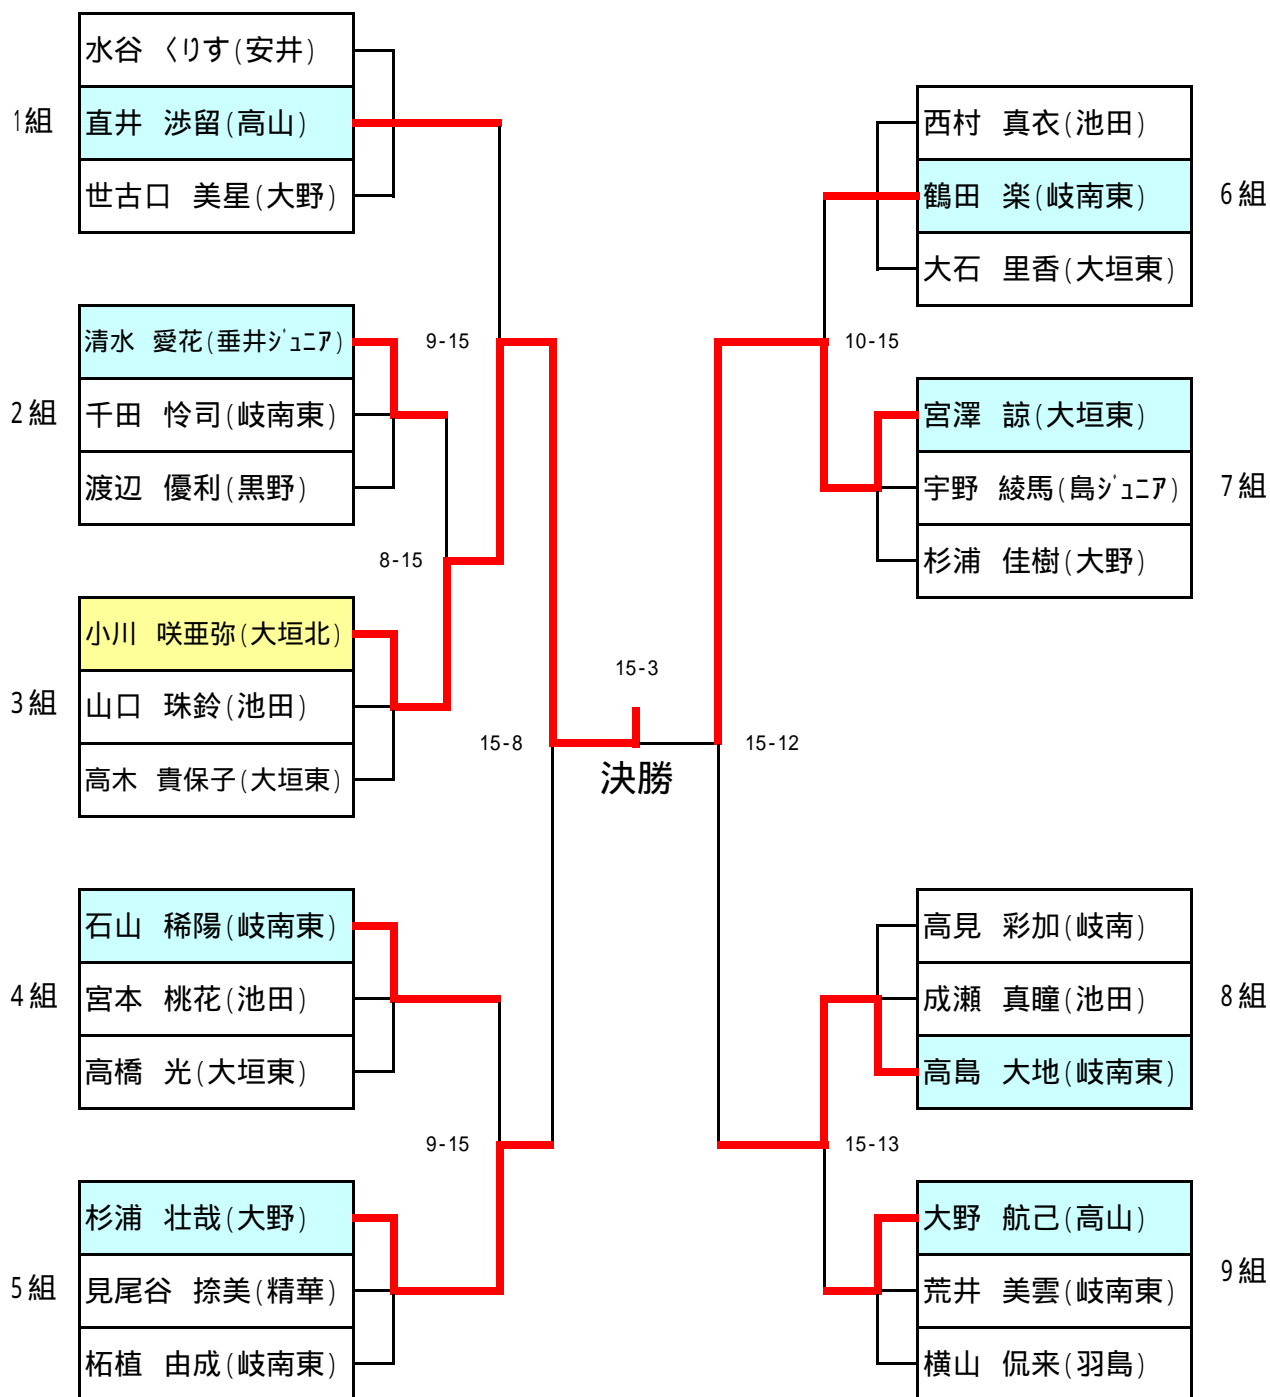 1組
水谷 くりす(安井)
直井 渉留(高山)
世古口 美星(大野)
2組
清水 愛花(垂井ｼﾞｭﾆｱ)
千田 怜司(岐南東)
渡辺 優利(黒野)
3組
小川 咲亜弥(大垣北)
山口 珠鈴(池田)
高木 貴保子(大垣東)
4組
石山 稀陽(岐南東)
宮本 桃花(池田)
高橋 光(大垣東)
5組
杉浦 壮哉(大野)
見尾谷 捺美(精華)
柘植 由成(岐南東)
9-15
8-15
15-8
9-15
15-3
決勝
10-15
15-12
15-13
西村 真衣(池田)
鶴田 楽(岐南東)
大石 里香(大垣東)
6組
宮澤 諒(大垣東)
宇野 綾馬(島ｼﾞｭﾆｱ)
杉浦 佳樹(大野)
7組
高見 彩加(岐南)
成瀬 真瞳(池田)
高島 大地(岐南東)
8組
大野 航己(高山)
荒井 美雲(岐南東)
横山 侃来(羽島)
9組